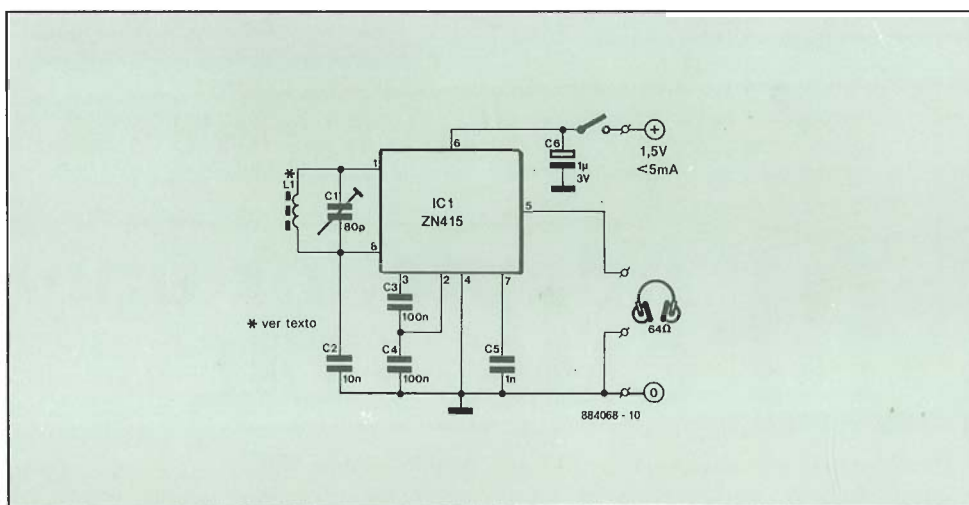 6
C6
1µ
3V
+
1,5V
<5mA
*
L1
1
C1
80p
IC1
ZN415
5
8
3
2
4
7
C3
100n
* ver texto
C2
10n
C4
100n
C5
1n
64Ω
0
884068 - 10